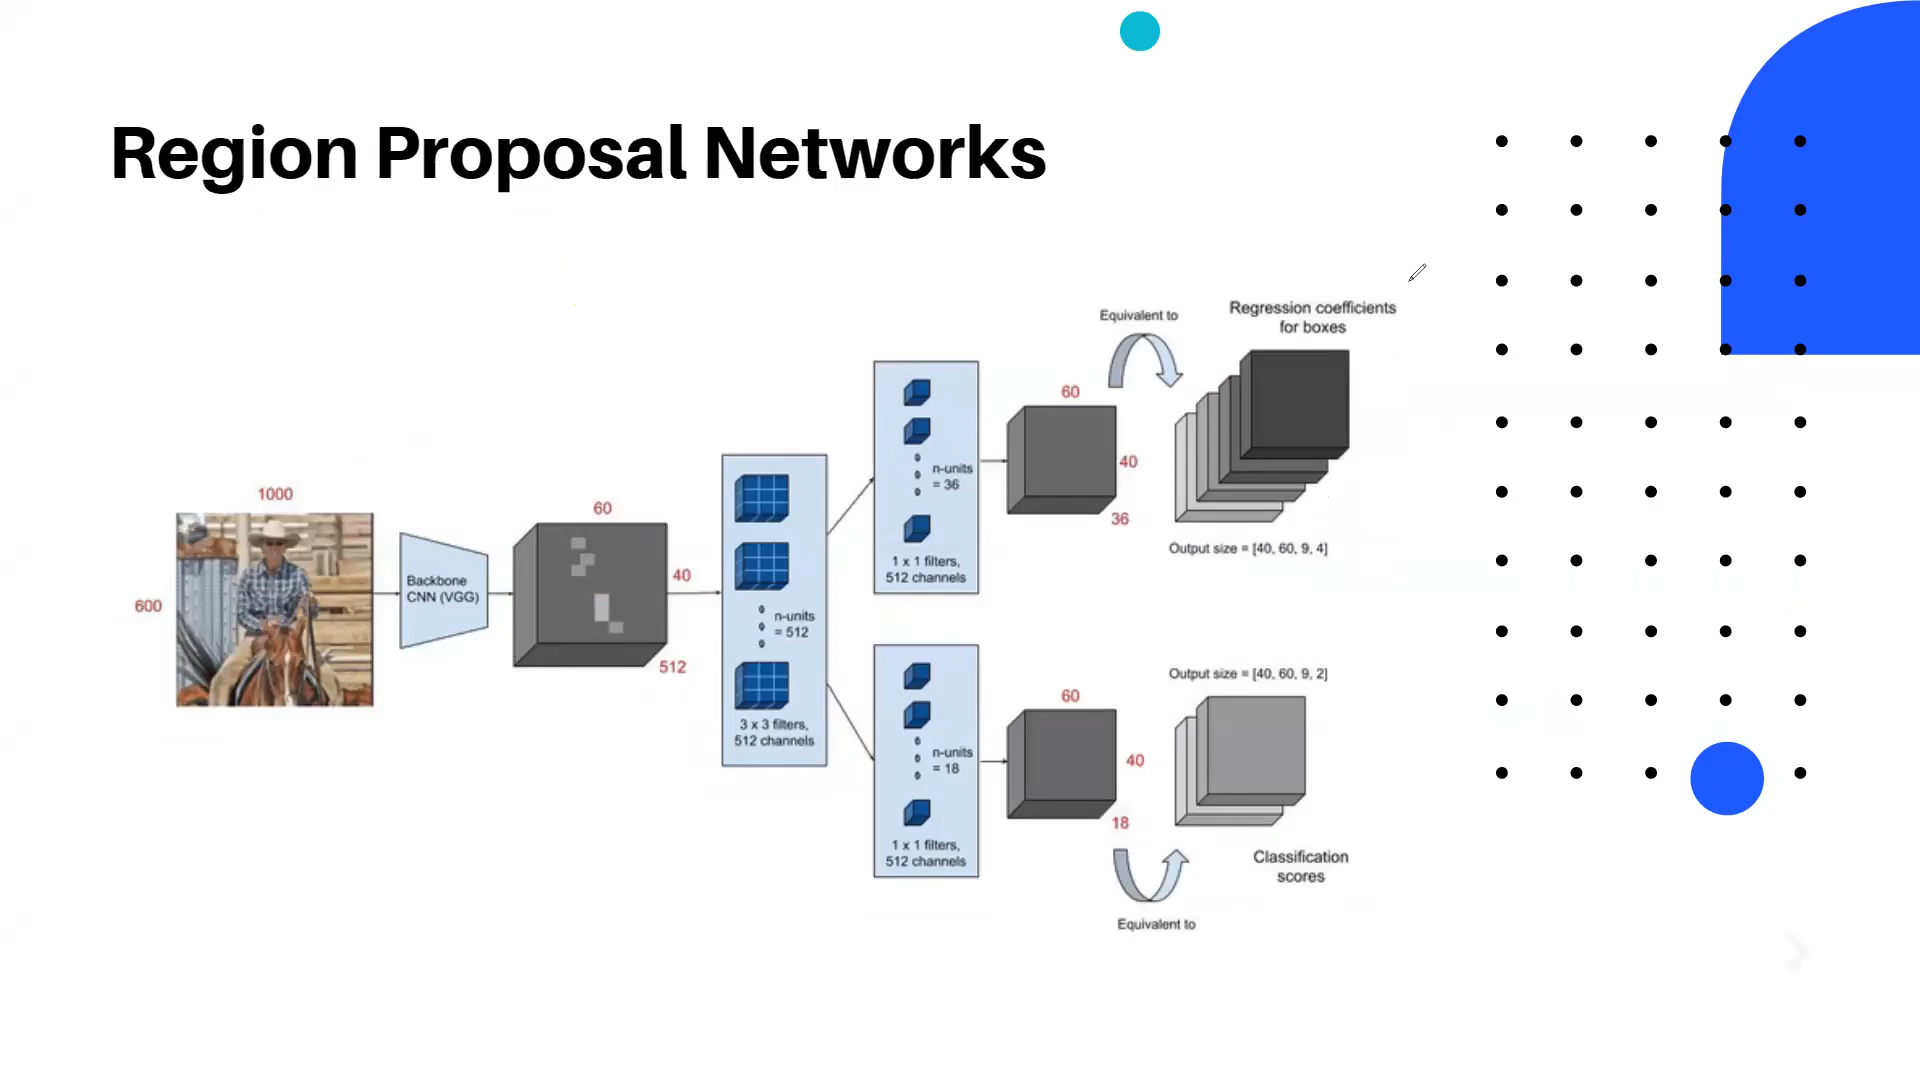 Region Proposal Networks
1000
600
Backbone
CNN (VGG)
60
40
512
n-units
= 512
3 x 3 filters,
512 channels
n-units
= 36
1 x 1 filters,
512 channels
60
40
36
Equivalent to
Regression coefficients
for boxes
Output size = [40, 60, 9, 4]
n-units
= 18
1 x 1 filters,
512 channels
60
40
18
Output size = [40, 60, 9, 2]
Classification
scores
Equivalent to